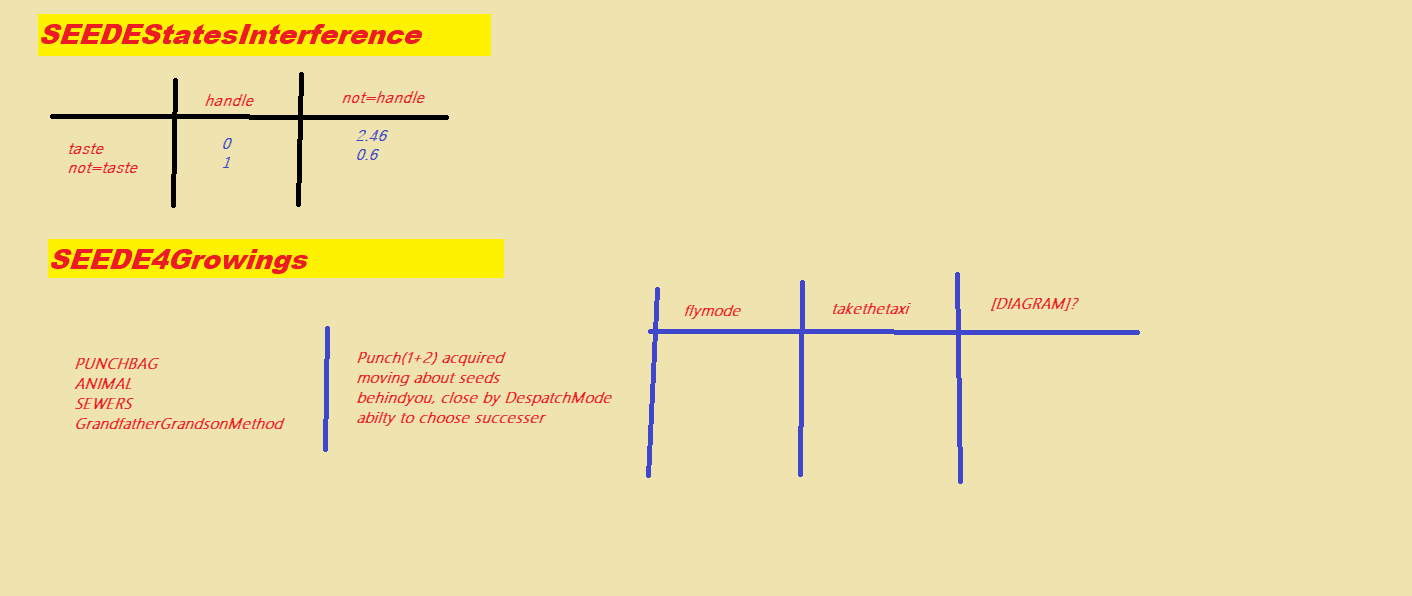 SEEDEStatesInterference
handle not=handle
taste 0 2.46
not=taste 1 0.6
SEEDE4Growings
flymode takethetaxi [DIAGRAM]?
PUNCHBAG Punch(1+2) acquired
ANIMAL moving about seeds
SEWERS behindyou, close by DespatchMode
GrandfatherGrandsonMethod abilty to choose successer